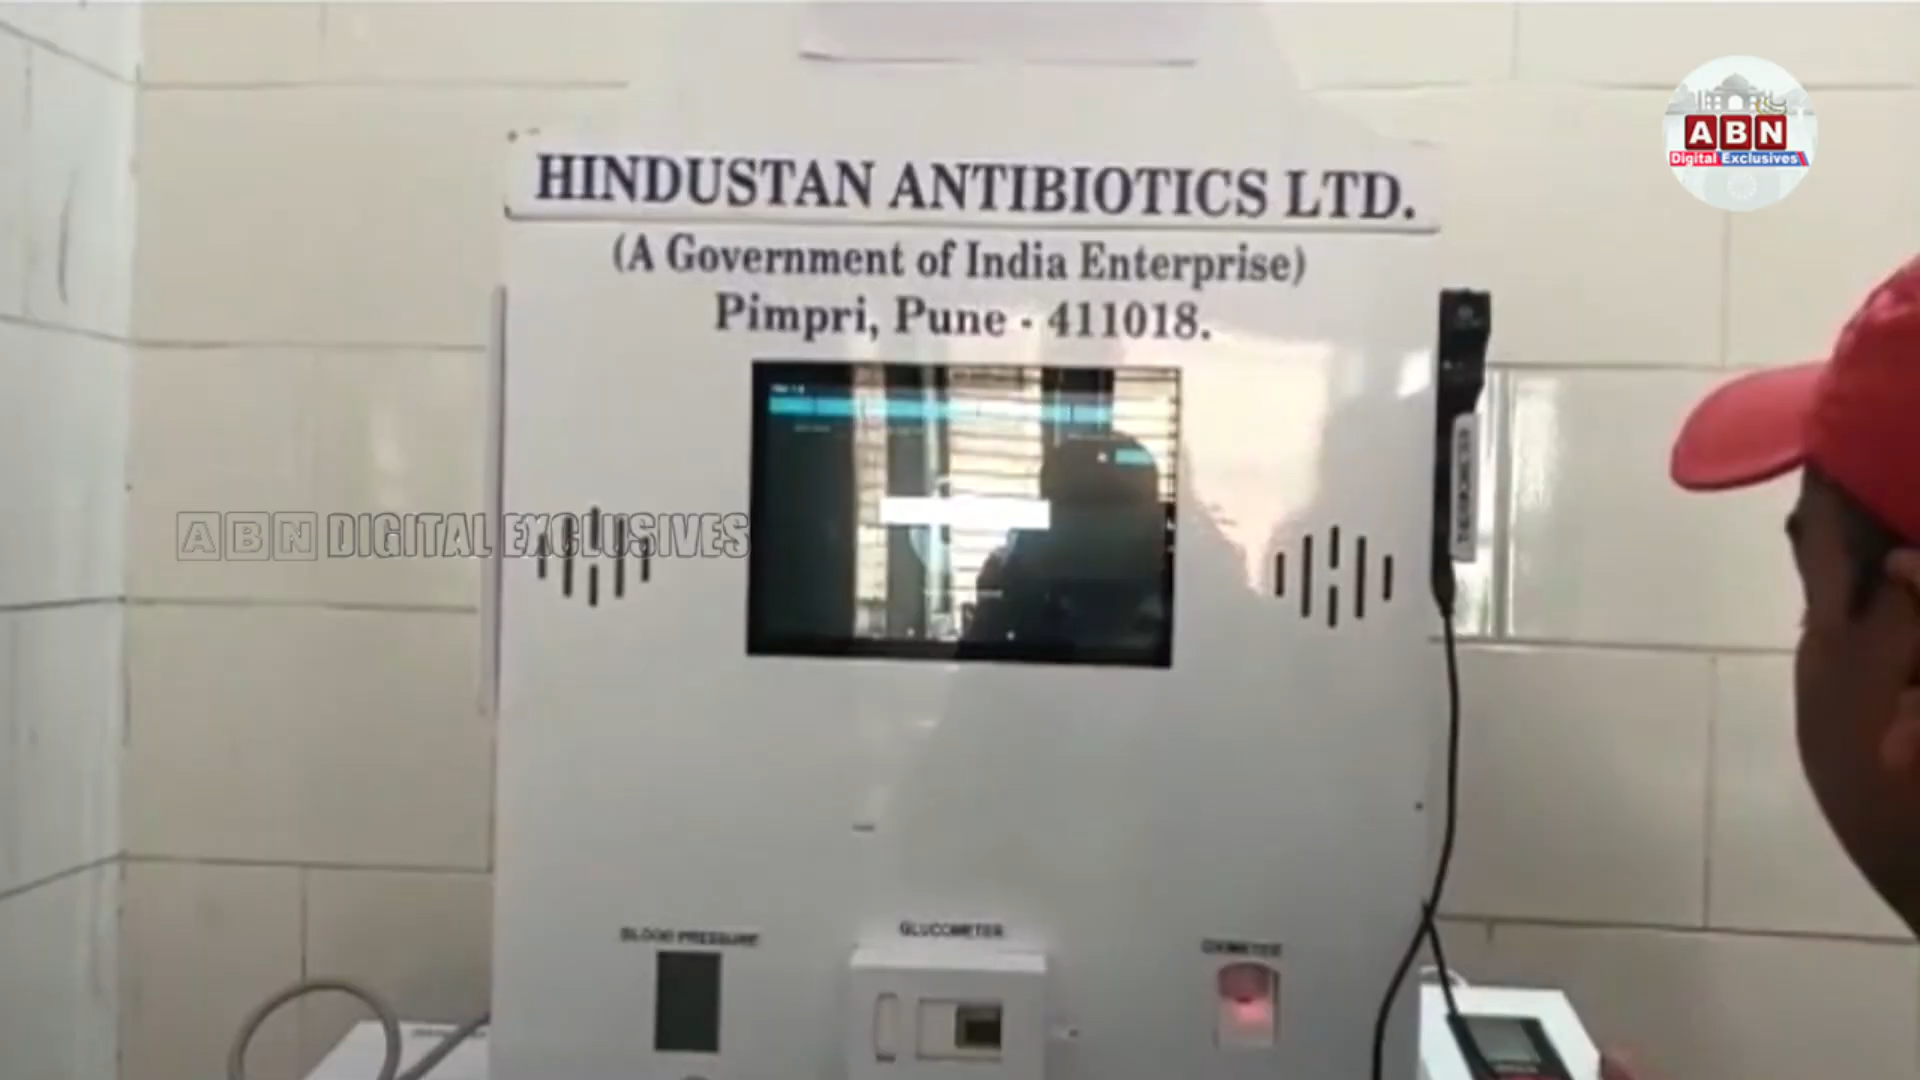 ABN
Digital Exclusives
HINDUSTAN ANTIBIOTICS LTD.
(A Government of India Enterprise)
Pimpri, Pune - 411018.
ABN DIGITAL EXCLUSIVES
THERMOMETER
BLOOD PRESSURE
GLUCOMETER
OXIMETER